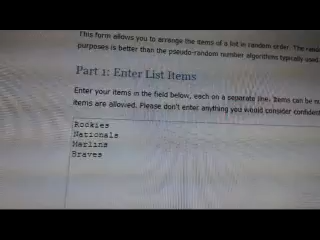 This form allows you to arrange the items of a list in random order. The
purposes is better than the pseudo-random number algorithms typically used
Part 1: Enter List Items
Enter your items in the field below, each on a separate line. Items can be
items are allowed. Please don't enter anything you would consider
Rockies
Nationals
Marlins
Braves